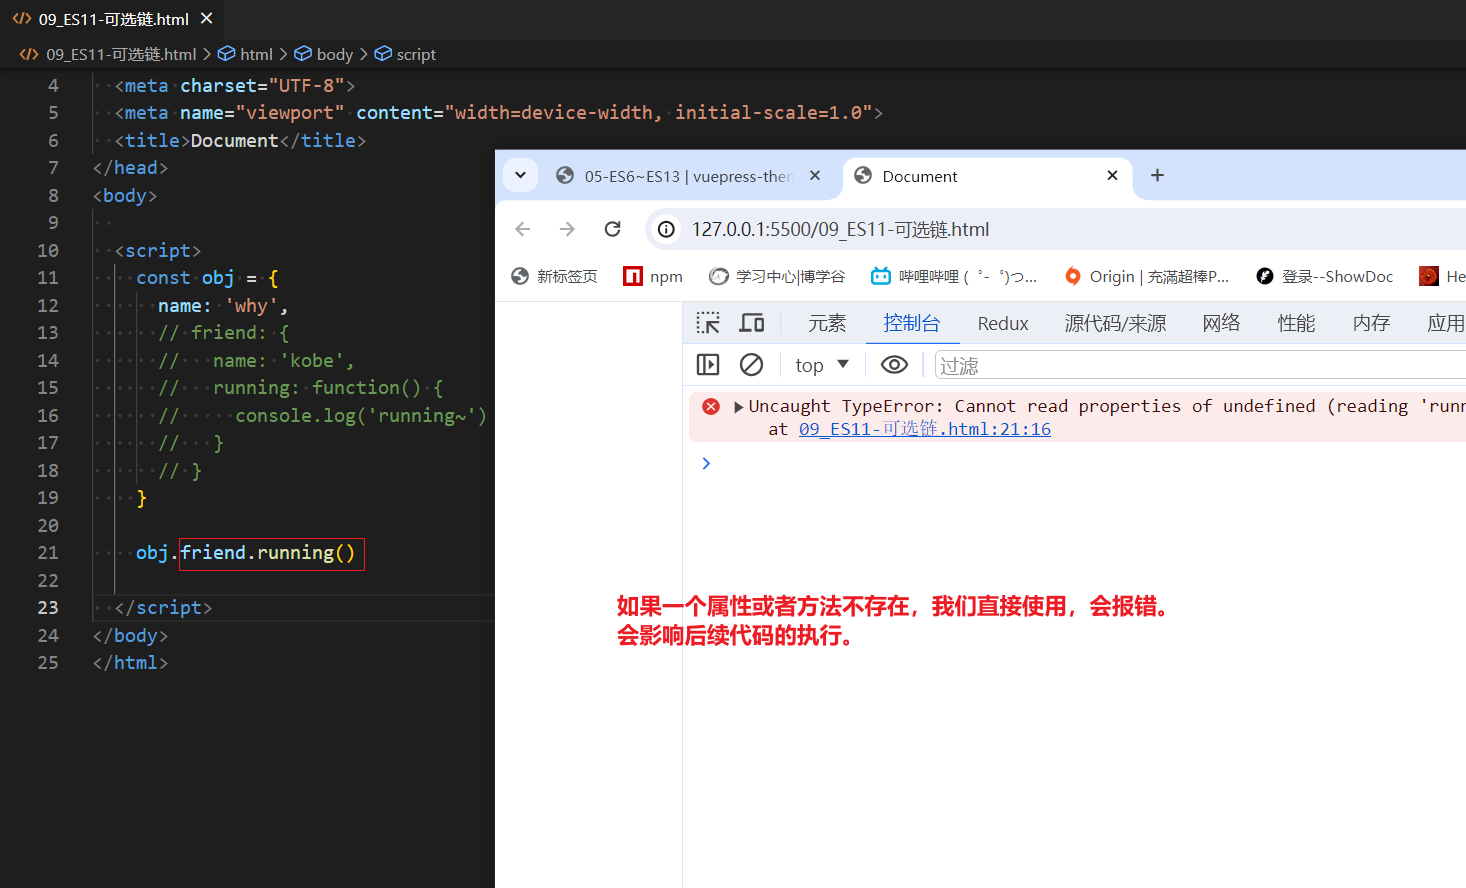 09_ES11-可选链.html
09_ES11-可选链.html > html > body > script
4 <meta charset="UTF-8">
5 <meta name="viewport" content="width=device-width, initial-scale=1.0">
6 <title>Document</title>
7 </head>
8 <body>
9
10 <script>
11 const obj = {
12 name: 'why',
13 // friend: {
14 // name: 'kobe',
15 // running: function() {
16 // console.log('running~')
17 // }
18 // }
19 }
20
21 obj.friend.running()
22
23 </script>
24 </body>
25 </html>
05-ES6~ES13 | vuepress-then
Document
127.0.0.1:5500/09_ES11-可选链.html
新标签页 npm 学习中心|博学谷 哔哩哔哩 ( ゜- ゜)つ... Origin | 充滿超棒P... 登录--ShowDoc He
元素 控制台 Redux 源代码/来源 网络 性能 内存 应用
top 过滤
Uncaught TypeError: Cannot read properties of undefined (reading 'runn
at 09_ES11-可选链.html:21:16
如果一个属性或者方法不存在，我们直接使用，会报错。
会影响后续代码的执行。